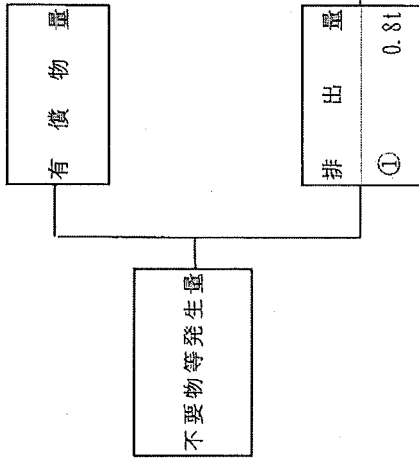 不要物等発生量
有償物量
排出量
① 0.8t